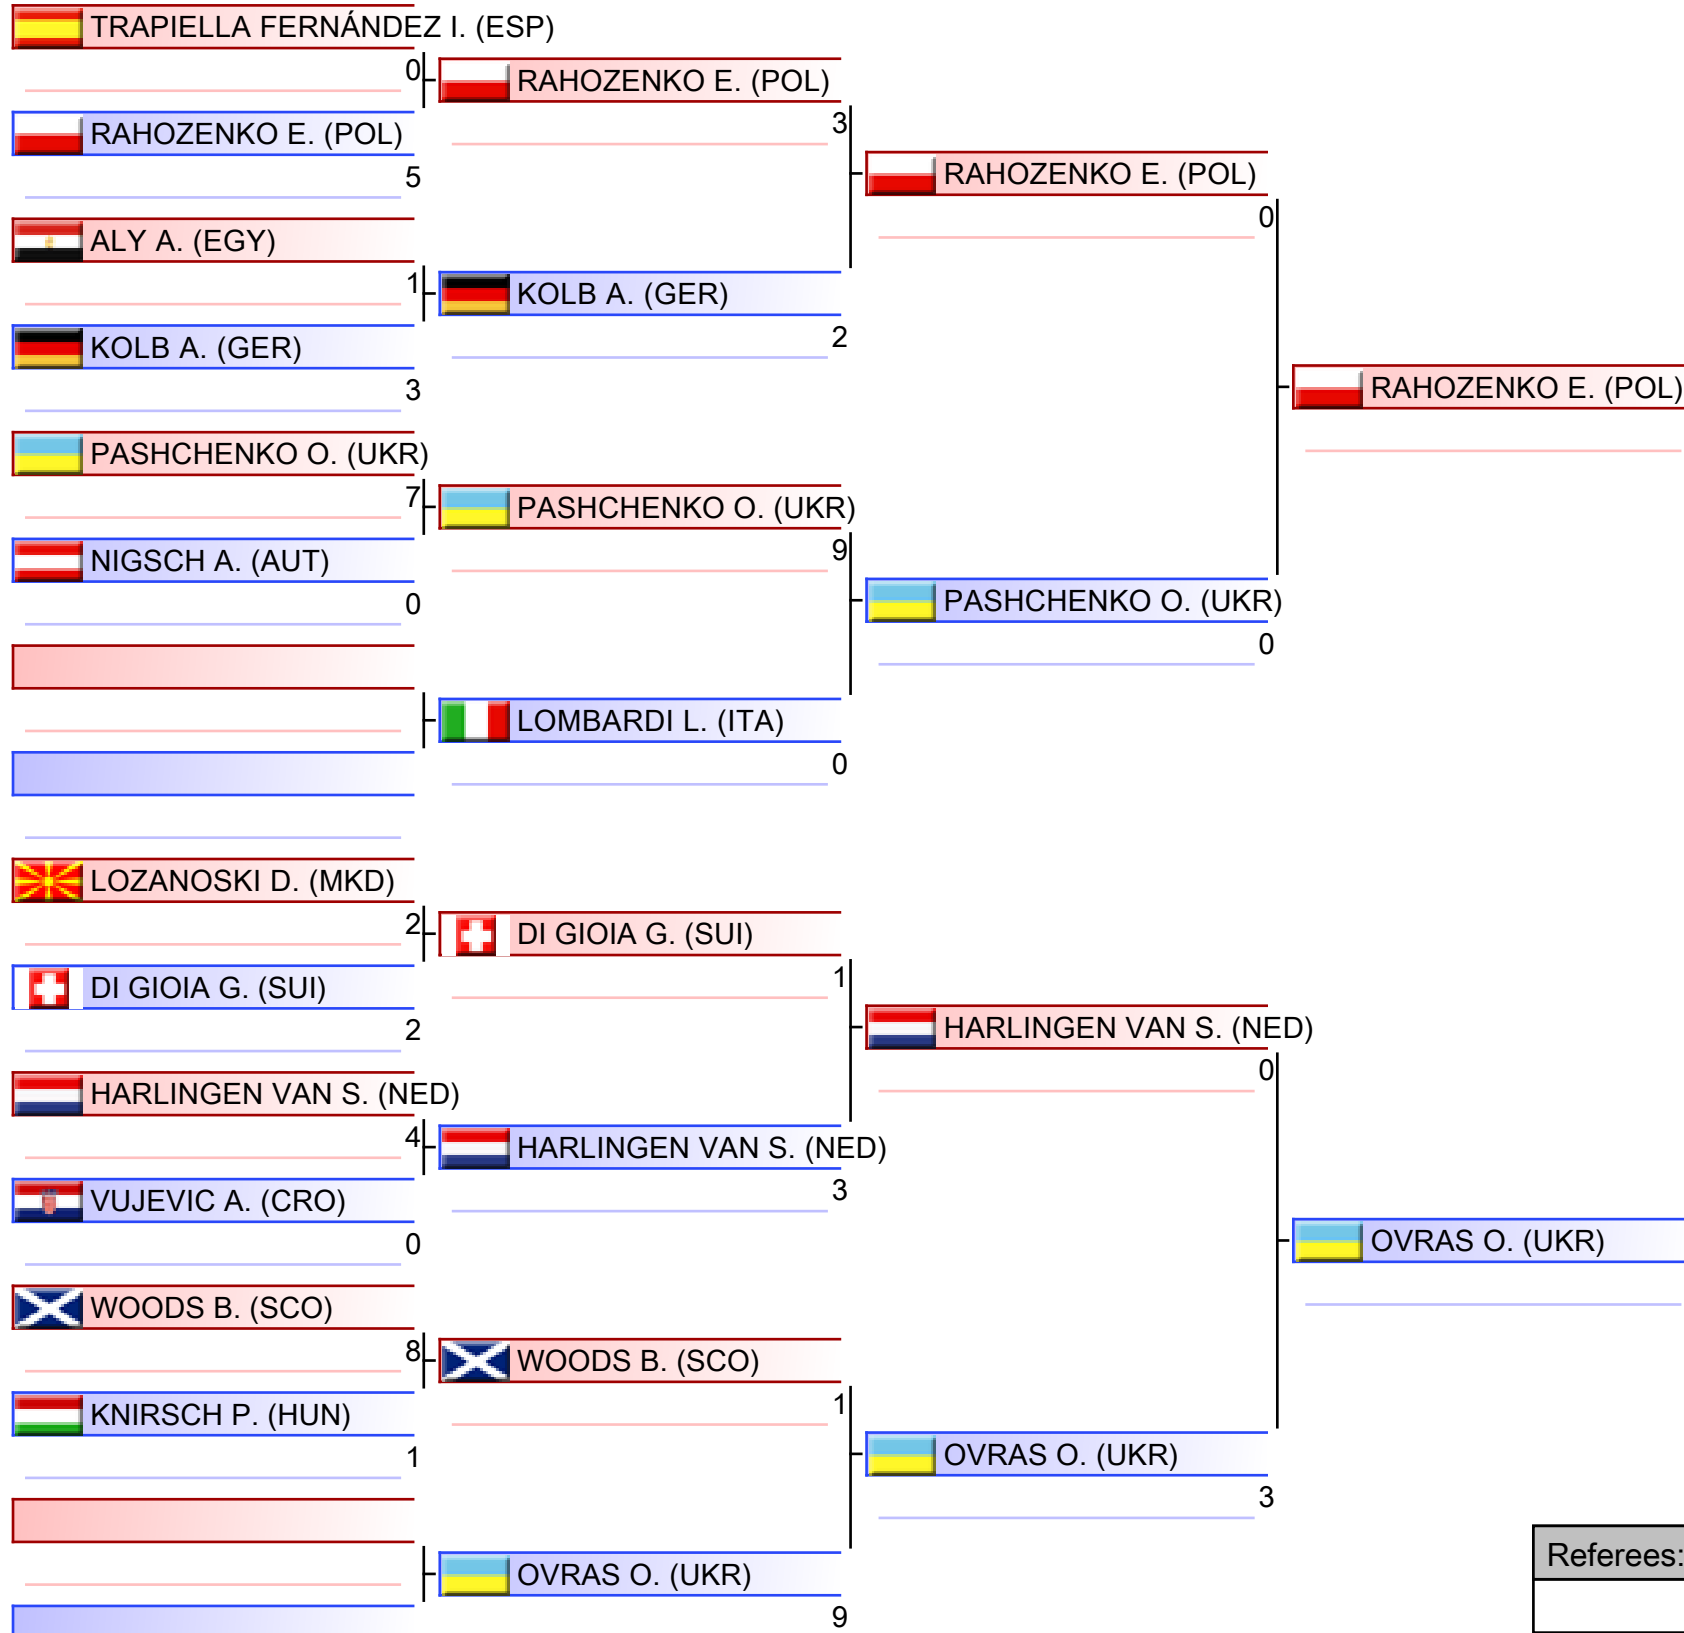 TRAPIELLA FERNÁNDEZ I. (ESP)
0
RAHOZENKO E. (POL)
5
ALY A. (EGY)
1
KOLB A. (GER)
3
PASHCHENKO O. (UKR)
7
NIGSCH A. (AUT)
0
LOZANOSKI D. (MKD)
2
DI GIOIA G. (SUI)
2
HARLINGEN VAN S. (NED)
4
VUJEVIC A. (CRO)
0
WOODS B. (SCO)
8
KNIRSCH P. (HUN)
1
RAHOZENKO E. (POL)
3
KOLB A. (GER)
2
PASHCHENKO O. (UKR)
9
LOMBARDI L. (ITA)
0
DI GIOIA G. (SUI)
1
HARLINGEN VAN S. (NED)
3
WOODS B. (SCO)
1
OVRAS O. (UKR)
9
RAHOZENKO E. (POL)
0
PASHCHENKO O. (UKR)
0
HARLINGEN VAN S. (NED)
0
OVRAS O. (UKR)
3
RAHOZENKO E. (POL)
OVRAS O. (UKR)
Referees: